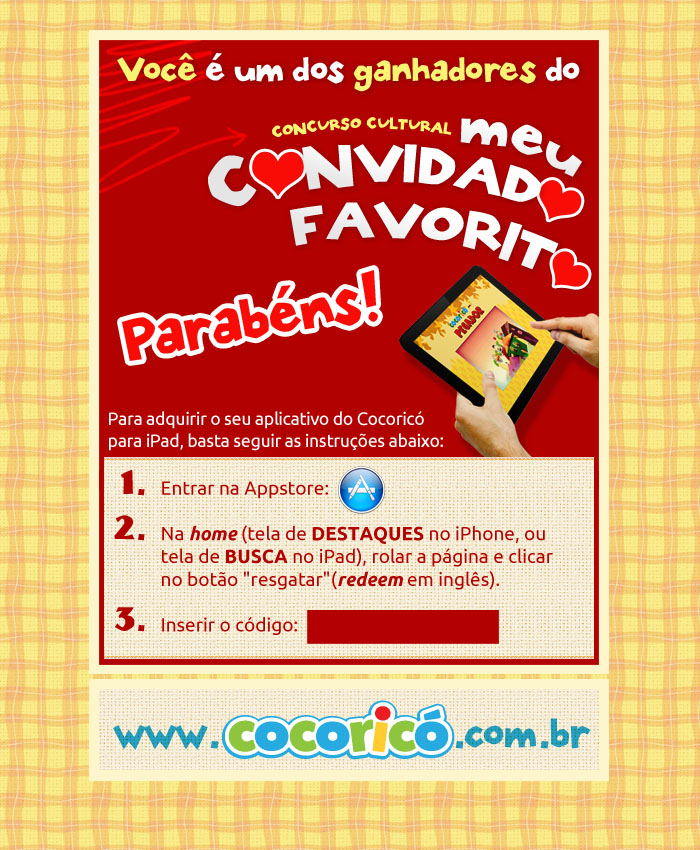 Você é um dos ganhadores do
CONCURSO CULTURAL meu
CONVIDADO
FAVORITO
Parabéns!
PEGADOR
Para adquirir o seu aplicativo do Cocoricó
para iPad, basta seguir as instruções abaixo:
1. Entrar na Appstore:
2. Na home (tela de DESTAQUES no iPhone, ou
tela de BUSCA no iPad), rolar a página e clicar
no botão "resgatar"(redeem em inglês).
3. Inserir o código:
www.cocoricó.com.br